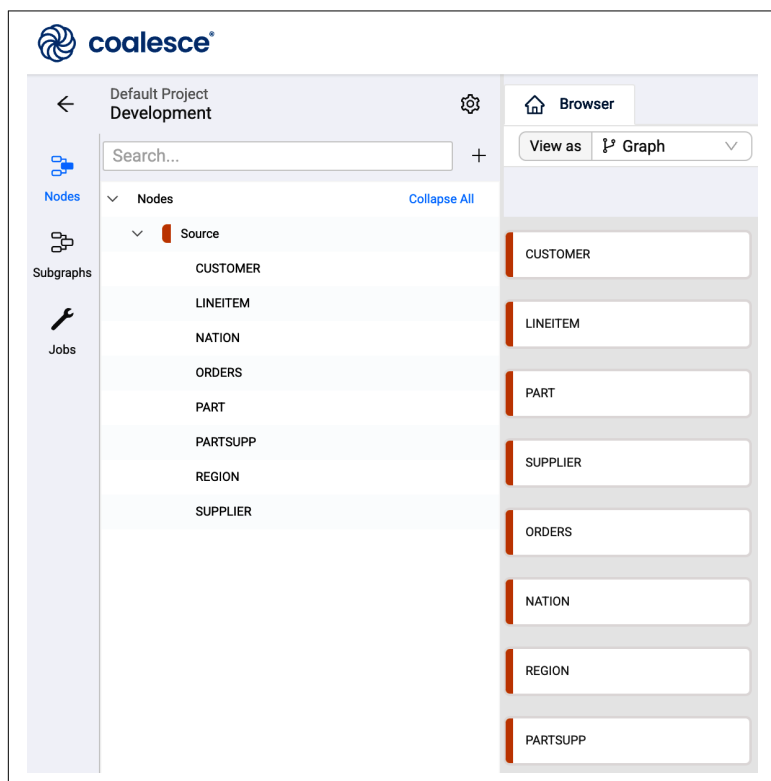 coalesce®
Default Project
Development
Search...
Nodes
Subgraphs
Jobs
Nodes
Collapse All
Source
CUSTOMER
LINEITEM
NATION
ORDERS
PART
PARTSUPP
REGION
SUPPLIER
Browser
View as Graph
CUSTOMER
LINEITEM
PART
SUPPLIER
ORDERS
NATION
REGION
PARTSUPP